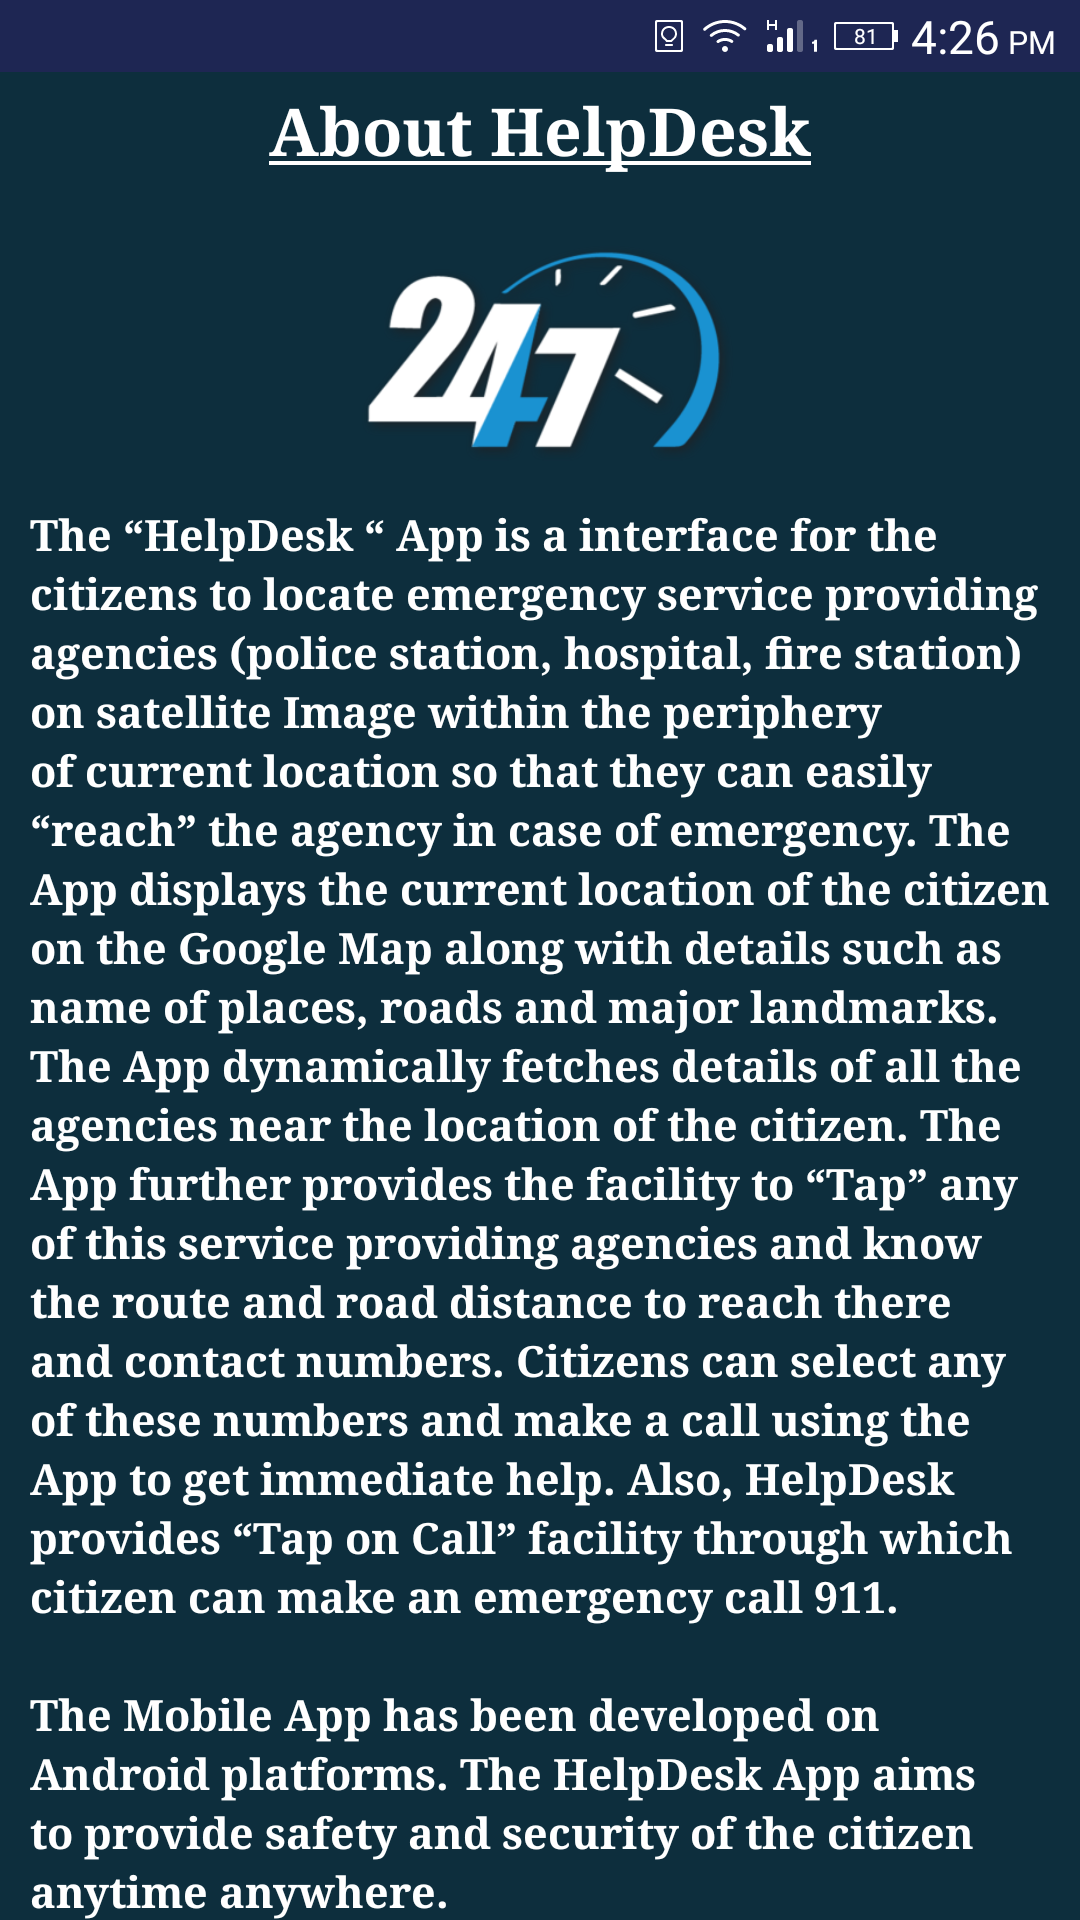 H 1 81 4:26 PM
About HelpDesk
247
The “HelpDesk “ App is a interface for the
citizens to locate emergency service providing
agencies (police station, hospital, fire station)
on satellite Image within the periphery
of current location so that they can easily
“reach” the agency in case of emergency. The
App displays the current location of the citizen
on the Google Map along with details such as
name of places, roads and major landmarks.
The App dynamically fetches details of all the
agencies near the location of the citizen. The
App further provides the facility to “Tap” any
of this service providing agencies and know
the route and road distance to reach there
and contact numbers. Citizens can select any
of these numbers and make a call using the
App to get immediate help. Also, HelpDesk
provides “Tap on Call” facility through which
citizen can make an emergency call 911.
The Mobile App has been developed on
Android platforms. The HelpDesk App aims
to provide safety and security of the citizen
anytime anywhere.